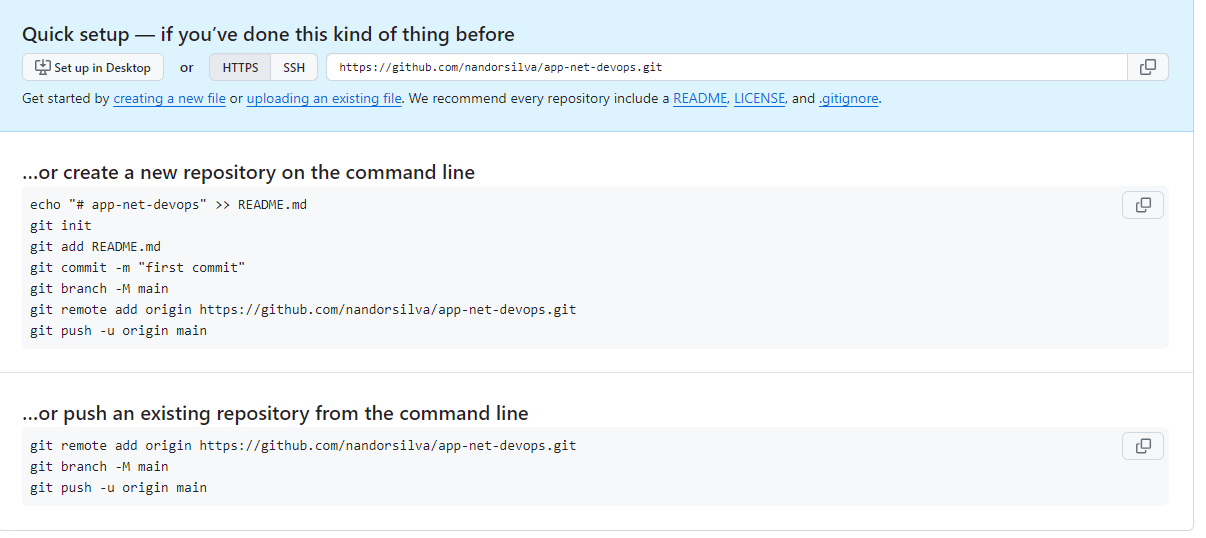 Quick setup — if you’ve done this kind of thing before
Set up in Desktop or HTTPS SSH https://github.com/nandorsilva/app-net-devops.git
Get started by creating a new file or uploading an existing file. We recommend every repository include a README, LICENSE, and .gitignore.
…or create a new repository on the command line
echo "# app-net-devops" >> README.md
git init
git add README.md
git commit -m "first commit"
git branch -M main
git remote add origin https://github.com/nandorsilva/app-net-devops.git
git push -u origin main
…or push an existing repository from the command line
git remote add origin https://github.com/nandorsilva/app-net-devops.git
git branch -M main
git push -u origin main